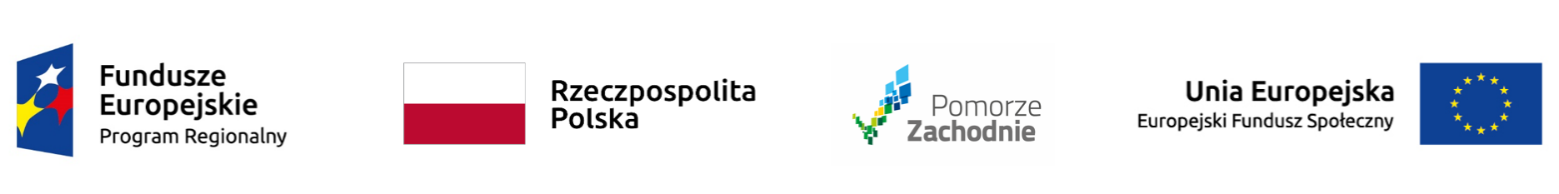 Fundusze
Europejskie
Program Regionalny
Rzeczpospolita
Polska
Pomorze
Zachodnie
Unia Europejska
Europejski Fundusz Społeczny